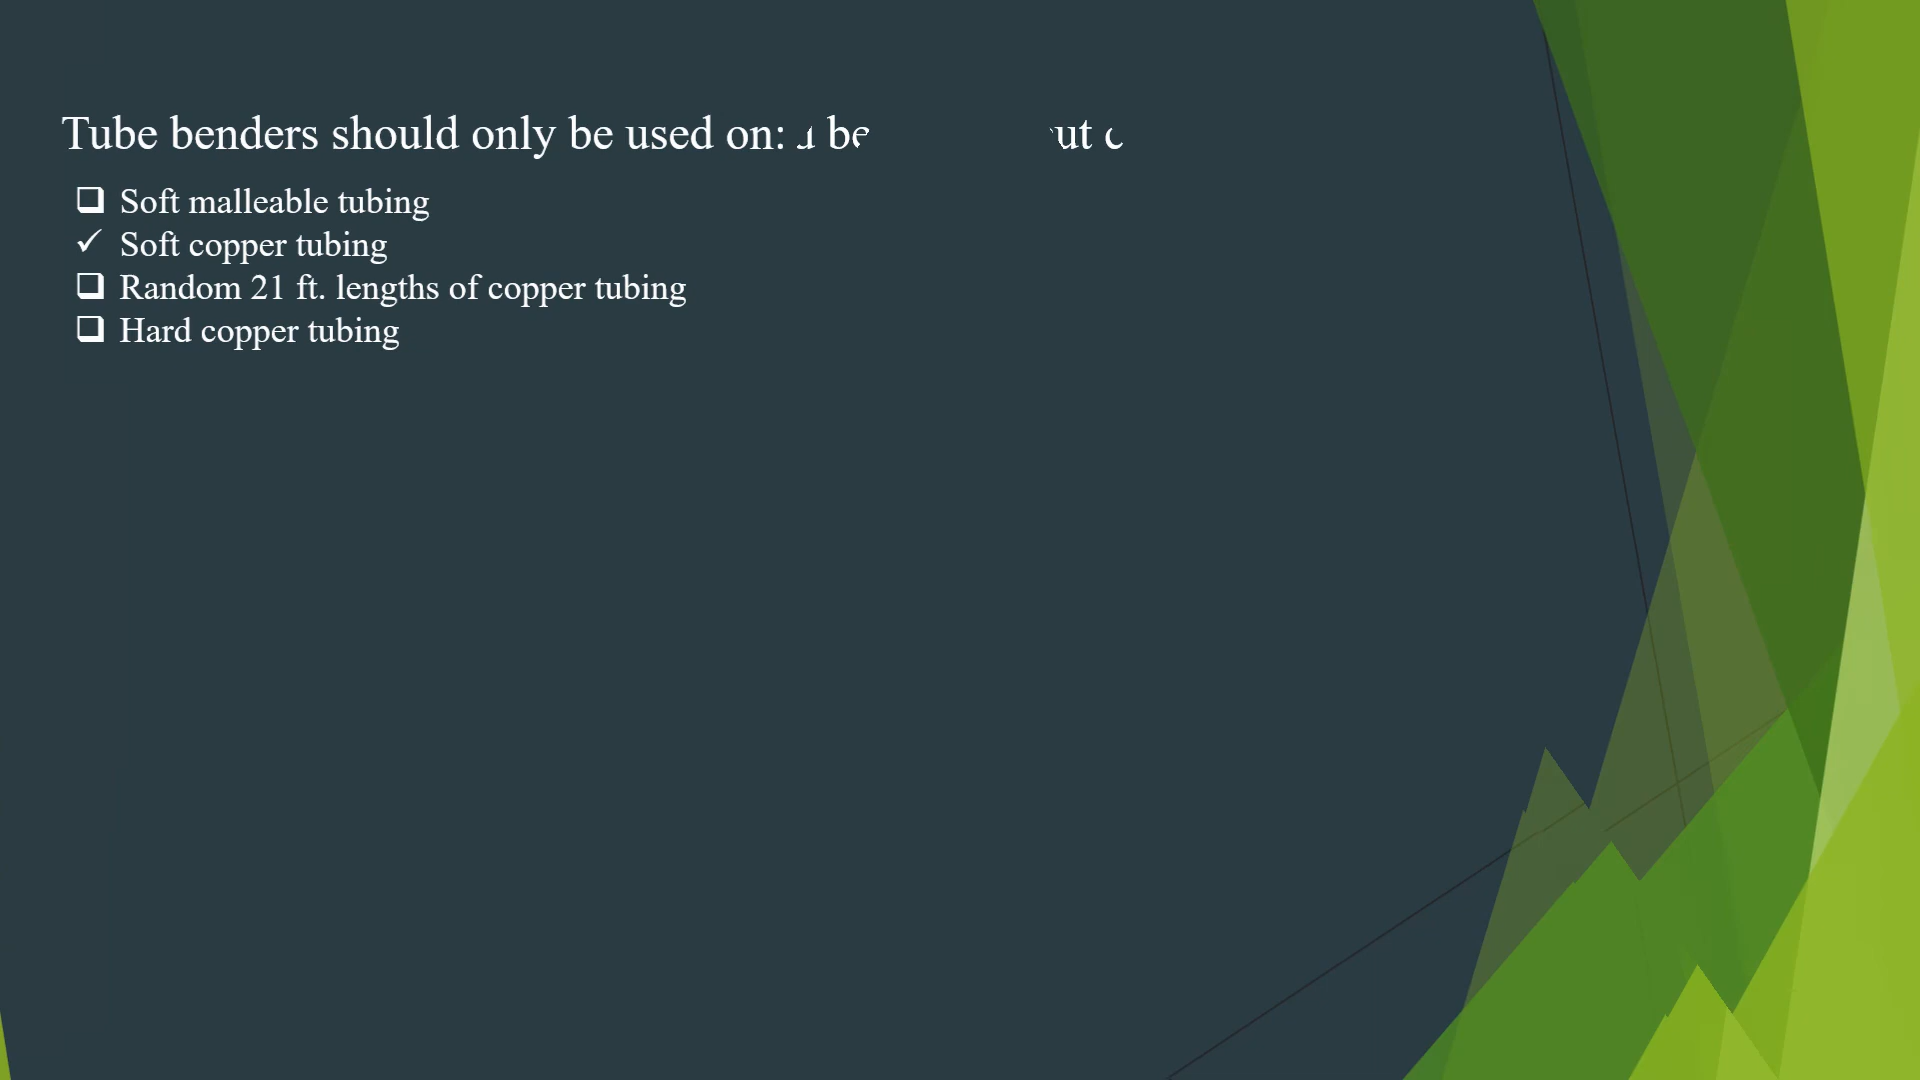 Tube benders should only be used on:
Soft malleable tubing
Soft copper tubing
Random 21 ft. lengths of copper tubing
Hard copper tubing